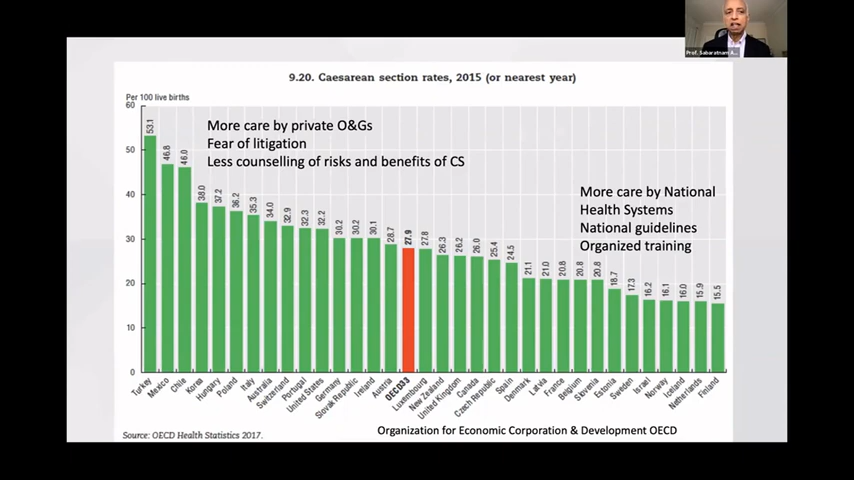 Prof. Sabaratnam A...
9.20. Caesarean section rates, 2015 (or nearest year)
Per 100 live births
More care by private O&Gs
Fear of litigation
Less counselling of risks and benefits of CS
More care by National
Health Systems
National guidelines
Organized training
60
50
40
30
20
10
0
53.1
46.8
46.0
38.0
37.2
36.2
35.3
34.0
32.9
32.3
32.2
30.2
30.2
30.1
28.7
27.9
27.8
26.3
26.2
26.0
25.4
24.5
21.1
21.0
20.8
20.8
20.8
18.7
17.3
16.2
16.1
16.0
15.9
15.5
Turkey
Mexico
Chile
Korea
Hungary
Poland
Italy
Australia
Switzerland
Portugal
United States
Germany
Slovak Republic
Ireland
Austria
OECD33
Luxembourg
New Zealand
United Kingdom
Canada
Czech Republic
Spain
Denmark
Latvia
France
Belgium
Slovenia
Estonia
Sweden
Israel
Norway
Iceland
Netherlands
Finland
Source: OECD Health Statistics 2017.
Organization for Economic Corporation & Development OECD